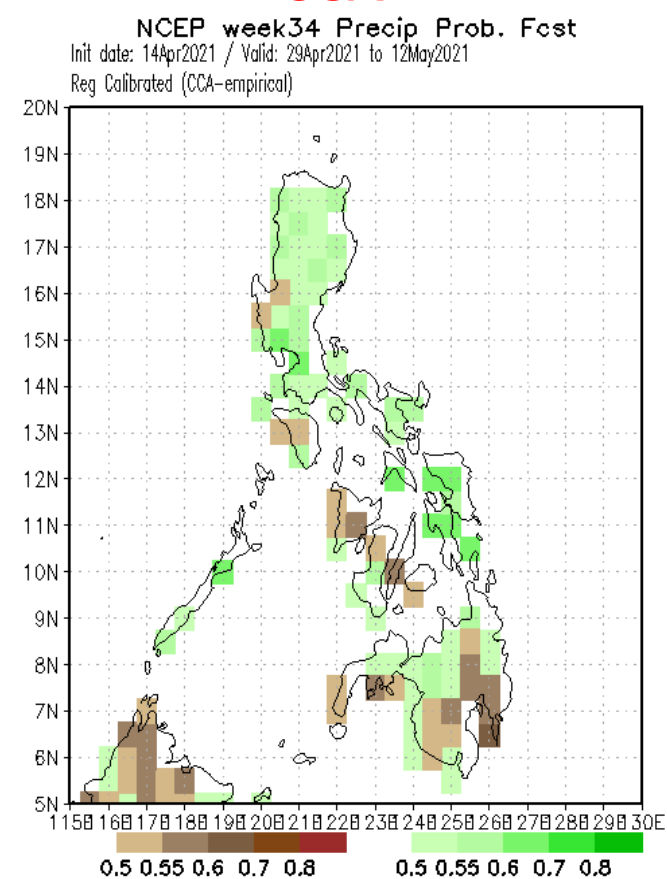 NCEP week34 Precip Prob. Fcst
Init date: 14Apr2021 / Valid: 29Apr2021 to 12May2021
Reg Calibrated (CCA-empirical)
20N
19N
18N
17N
16N
15N
14N
13N
12N
11N
10N
9N
8N
7N
6N
5N
115E 116E 117E 118E 119E 120E 121E 122E 123E 124E 125E 126E 127E 128E 129E 130E
0.5 0.55 0.6 0.7 0.8 0.5 0.55 0.6 0.7 0.8